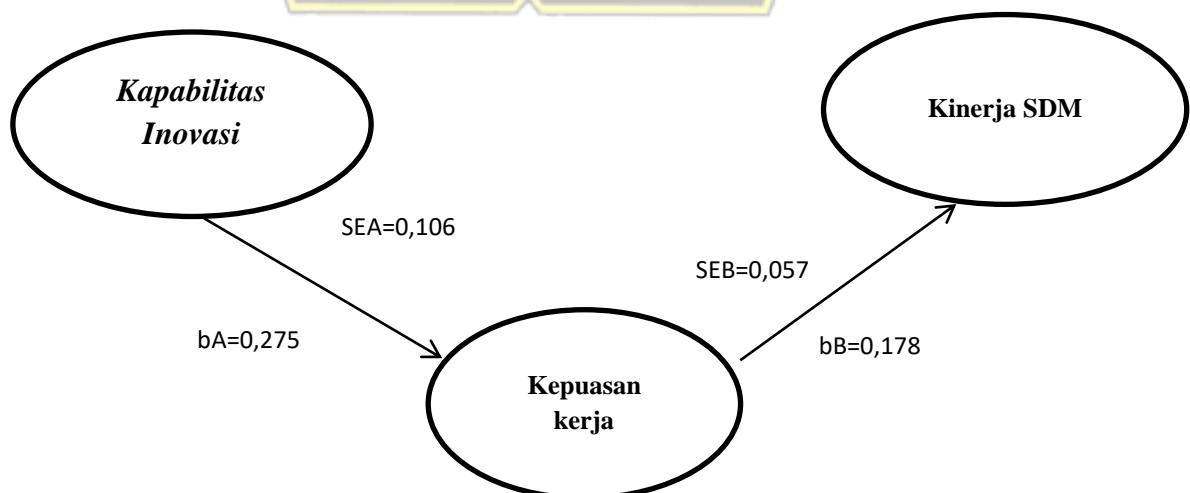 Kapabilitas
Inovasi
Kinerja SDM
SEA=0,106
SEB=0,057
bA=0,275
bB=0,178
Kepuasan
kerja